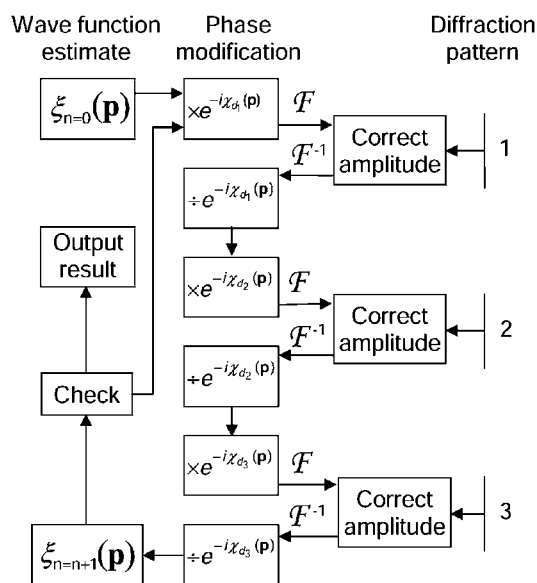 Wave function estimate
Phase modification
Diffraction pattern
ξn=0(p)
×e^−iχd1(p)
ℱ
Correct amplitude
1
ℱ-1
÷e^−iχd1(p)
Output result
×e^−iχd2(p)
ℱ
Correct amplitude
2
ℱ-1
÷e^−iχd2(p)
Check
×e^−iχd3(p)
ℱ
Correct amplitude
3
ℱ-1
÷e^−iχd3(p)
ξn=n+1(p)